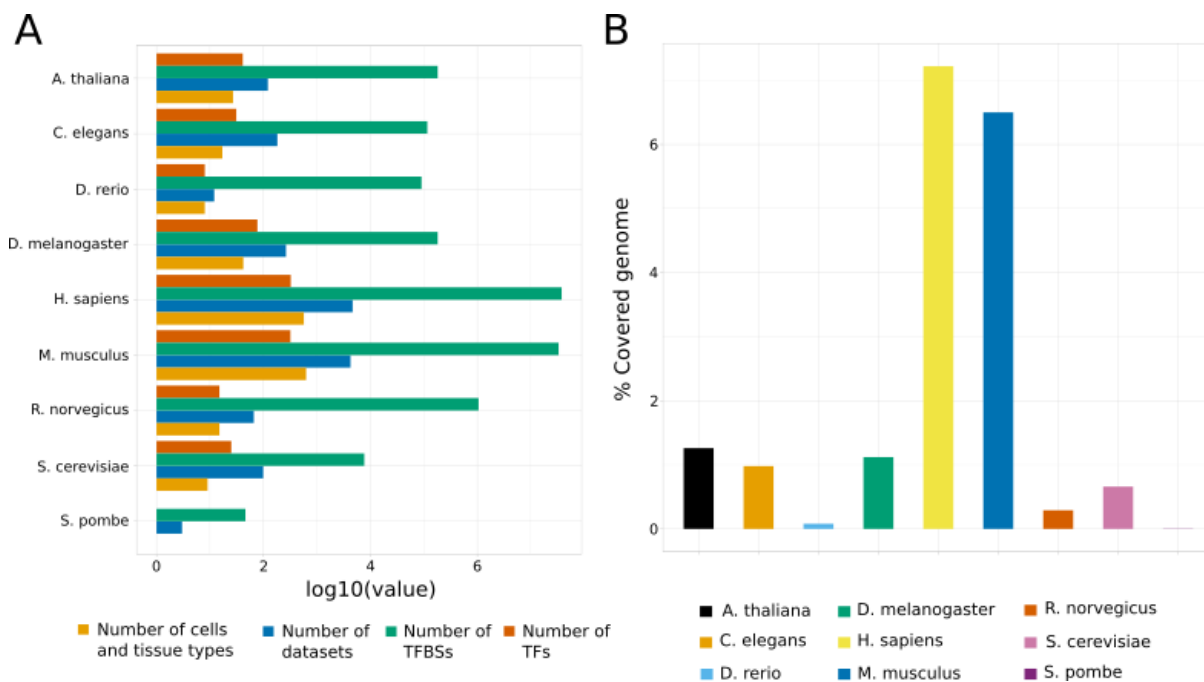 A
A. thaliana
C. elegans
D. rerio
D. melanogaster
H. sapiens
M. musculus
R. norvegicus
S. cerevisiae
S. pombe
0 2 4 6
log10(value)
Number of cells
and tissue types
Number of
datasets
Number of
TFBSs
Number of
TFs
B
% Covered genome
6
4
2
0
A. thaliana
C. elegans
D. rerio
D. melanogaster
H. sapiens
M. musculus
R. norvegicus
S. cerevisiae
S. pombe